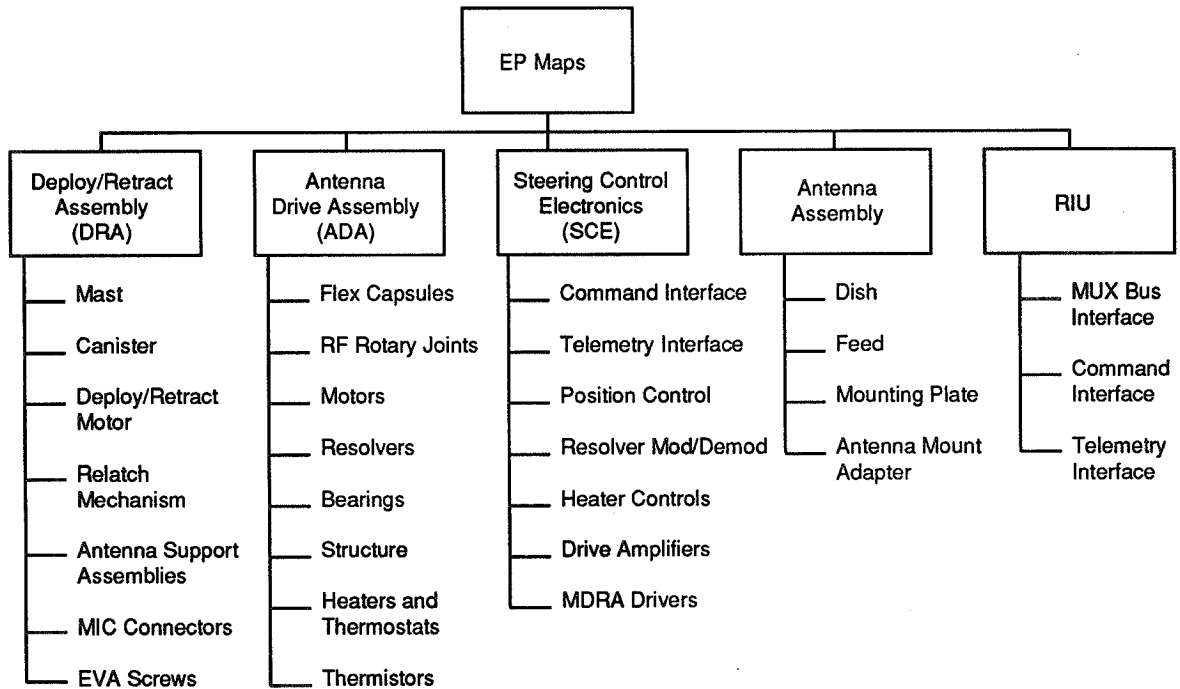 EP Maps
Deploy/Retract
Assembly
(DRA)
Mast
Canister
Deploy/Retract
Motor
Relatch
Mechanism
Antenna Support
Assemblies
MIC Connectors
EVA Screws
Antenna
Drive Assembly
(ADA)
Flex Capsules
RF Rotary Joints
Motors
Resolvers
Bearings
Structure
Heaters and
Thermostats
Thermistors
Steering Control
Electronics
(SCE)
Command Interface
Telemetry Interface
Position Control
Resolver Mod/Demod
Heater Controls
Drive Amplifiers
MDRA Drivers
Antenna
Assembly
Dish
Feed
Mounting Plate
Antenna Mount
Adapter
RIU
MUX Bus
Interface
Command
Interface
Telemetry
Interface